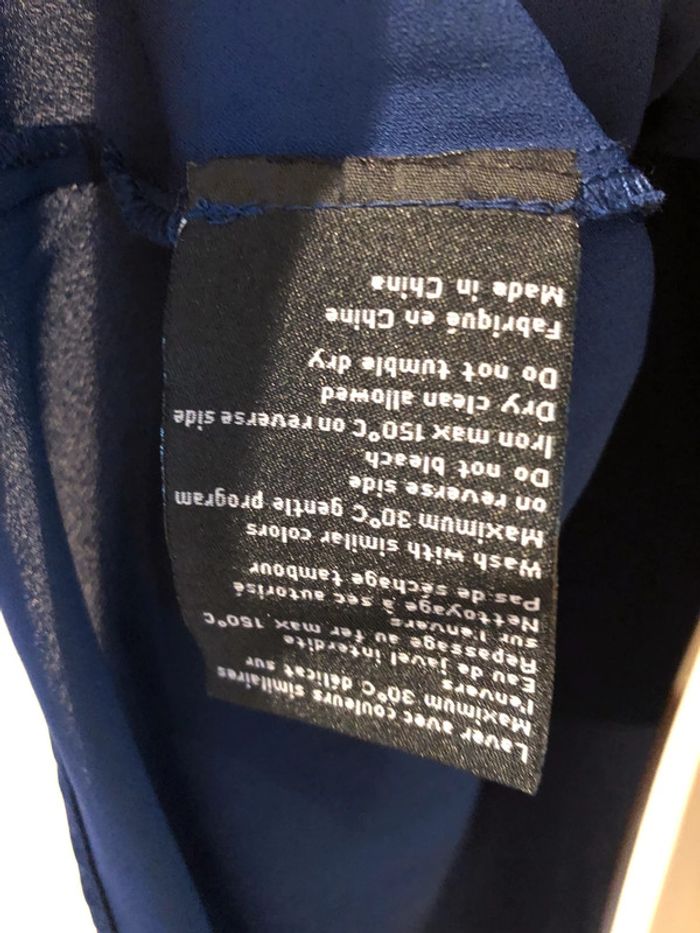 Laver avec couleurs similaires
Maximum 30°C délicat sur
l'envers
Eau de Javel interdite
Repassage au fer max. 150°C
sur l'envers
Nettoyage à sec autorisé
Pas de séchage tambour
Wash with similar colors
Maximum 30°C gentle program
on reverse side
Do not bleach
Iron max 150°C on reverse side
Dry clean allowed
Do not tumble dry
Fabriqué en Chine
Made in China